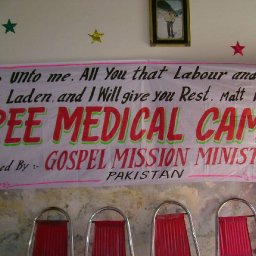 unto me, All You that Labour and
Laden, and I Will give you Rest. Matt
FREE MEDICAL CAM
ed By :- GOSPEL MISSION MINIST
PAKISTAN